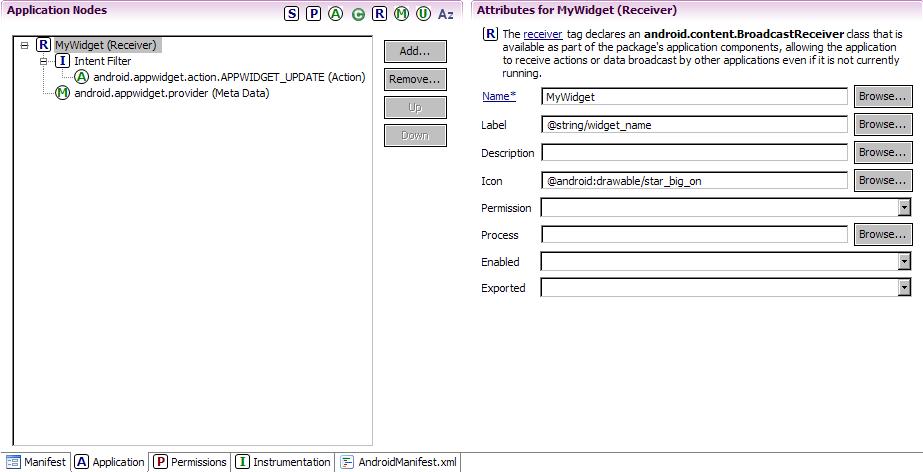 Application Nodes
S P A C R M U Az
R MyWidget (Receiver)
I Intent Filter
A android.appwidget.action.APPWIDGET_UPDATE (Action)
M android.appwidget.provider (Meta Data)
Add...
Remove...
Up
Down
Attributes for MyWidget (Receiver)
R The receiver tag declares an android.content.BroadcastReceiver class that is
available as part of the package's application components, allowing the application
to receive actions or data broadcast by other applications even if it is not currently
running.
Name* MyWidget Browse...
Label @string/widget_name Browse...
Description Browse...
Icon @android:drawable/star_big_on Browse...
Permission
Process Browse...
Enabled
Exported
Manifest A Application P Permissions I Instrumentation AndroidManifest.xml